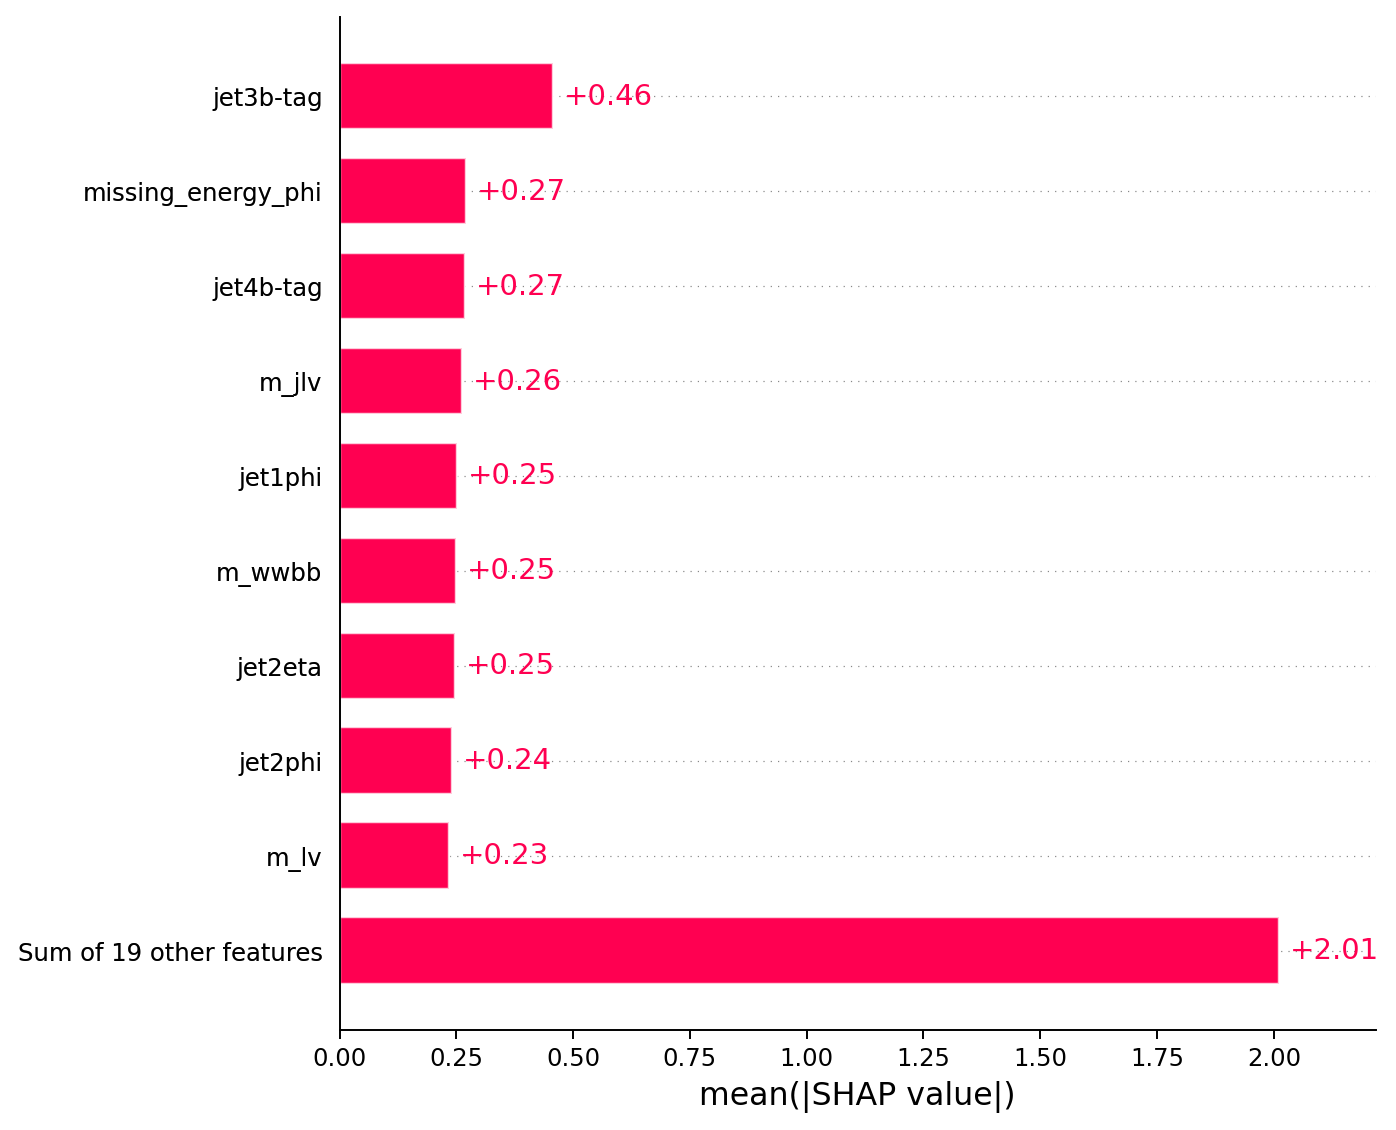 jet3b-tag +0.46
missing_energy_phi +0.27
jet4b-tag +0.27
m_jlv +0.26
jet1phi +0.25
m_wwbb +0.25
jet2eta +0.25
jet2phi +0.24
m_lv +0.23
Sum of 19 other features +2.01
0.00 0.25 0.50 0.75 1.00 1.25 1.50 1.75 2.00
mean(|SHAP value|)